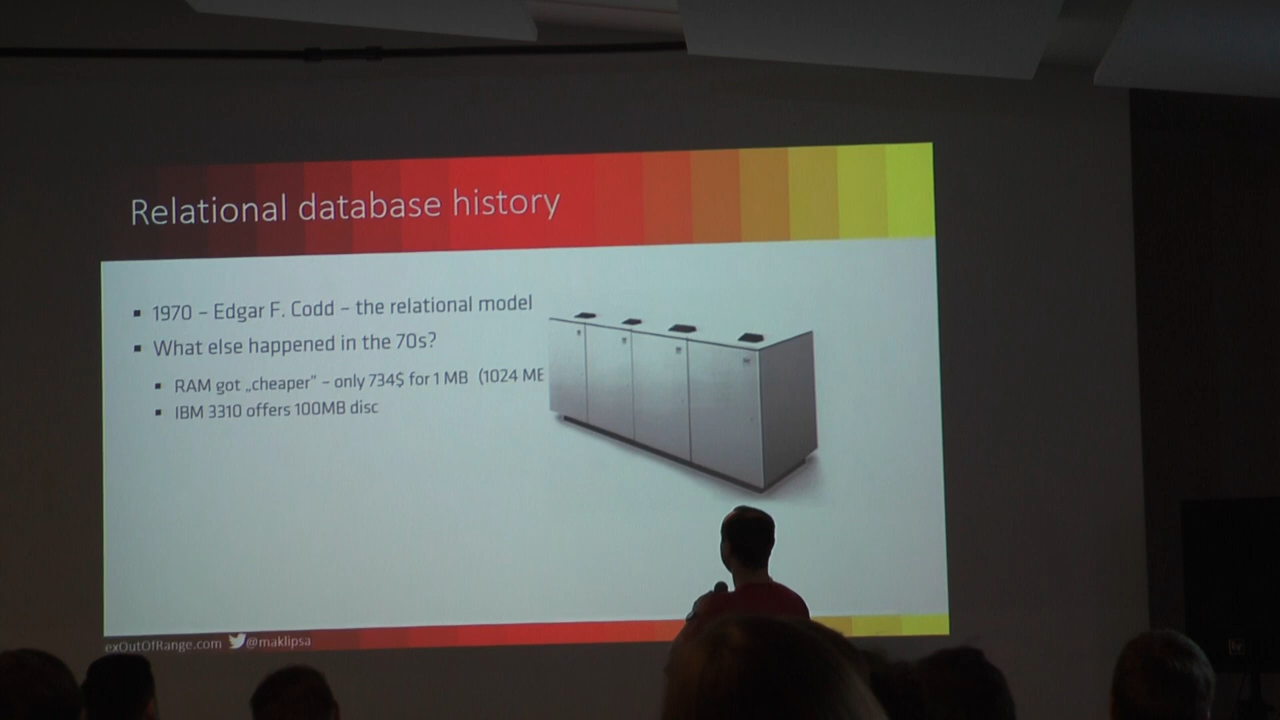 Relational database history
1970 – Edgar F. Codd – the relational model
What else happened in the 70s?
RAM got „cheaper” – only 734$ for 1 MB (1024 ME
IBM 3310 offers 100MB disc
exOutOfRange.com @maklipsa